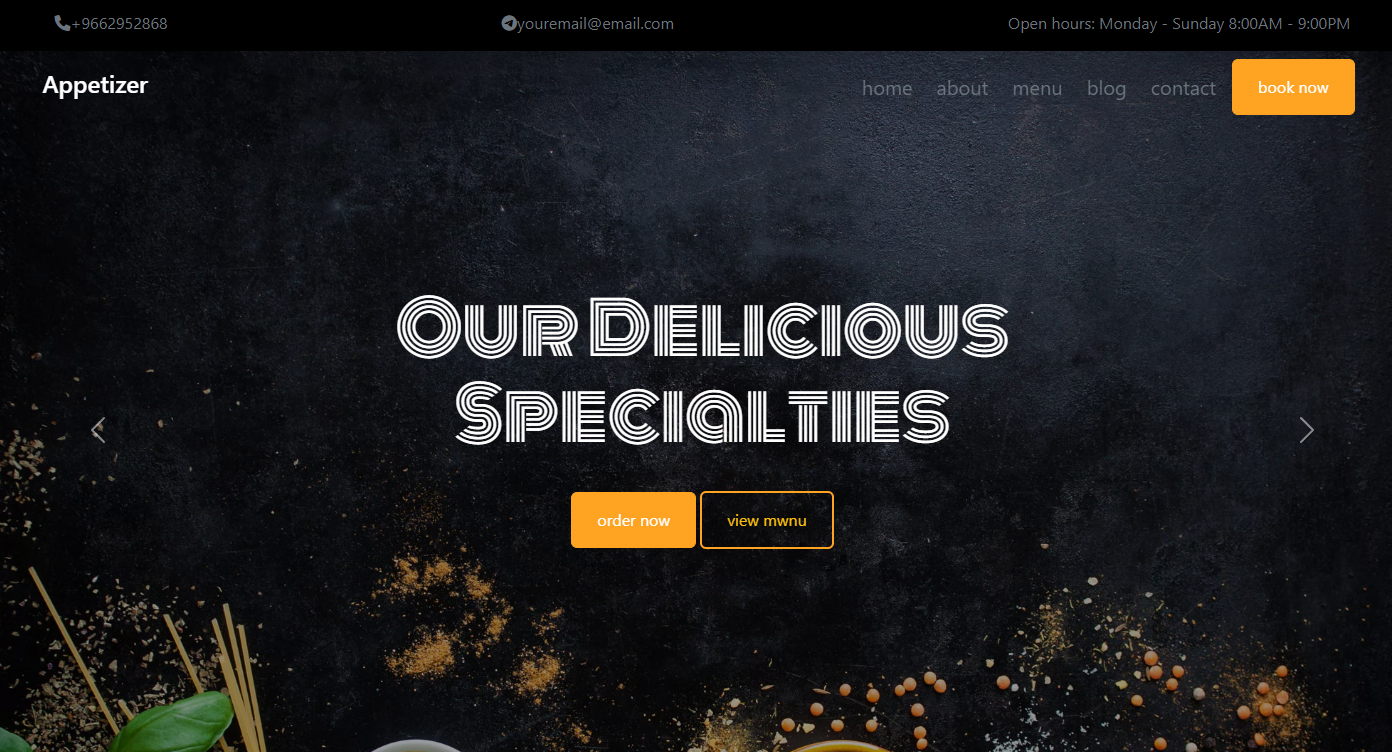 +9662952868 youremail@email.com Open hours: Monday - Sunday 8:00AM - 9:00PM
Appetizer home about menu blog contact book now
Our Delicious
Specialties
order now view mwnu